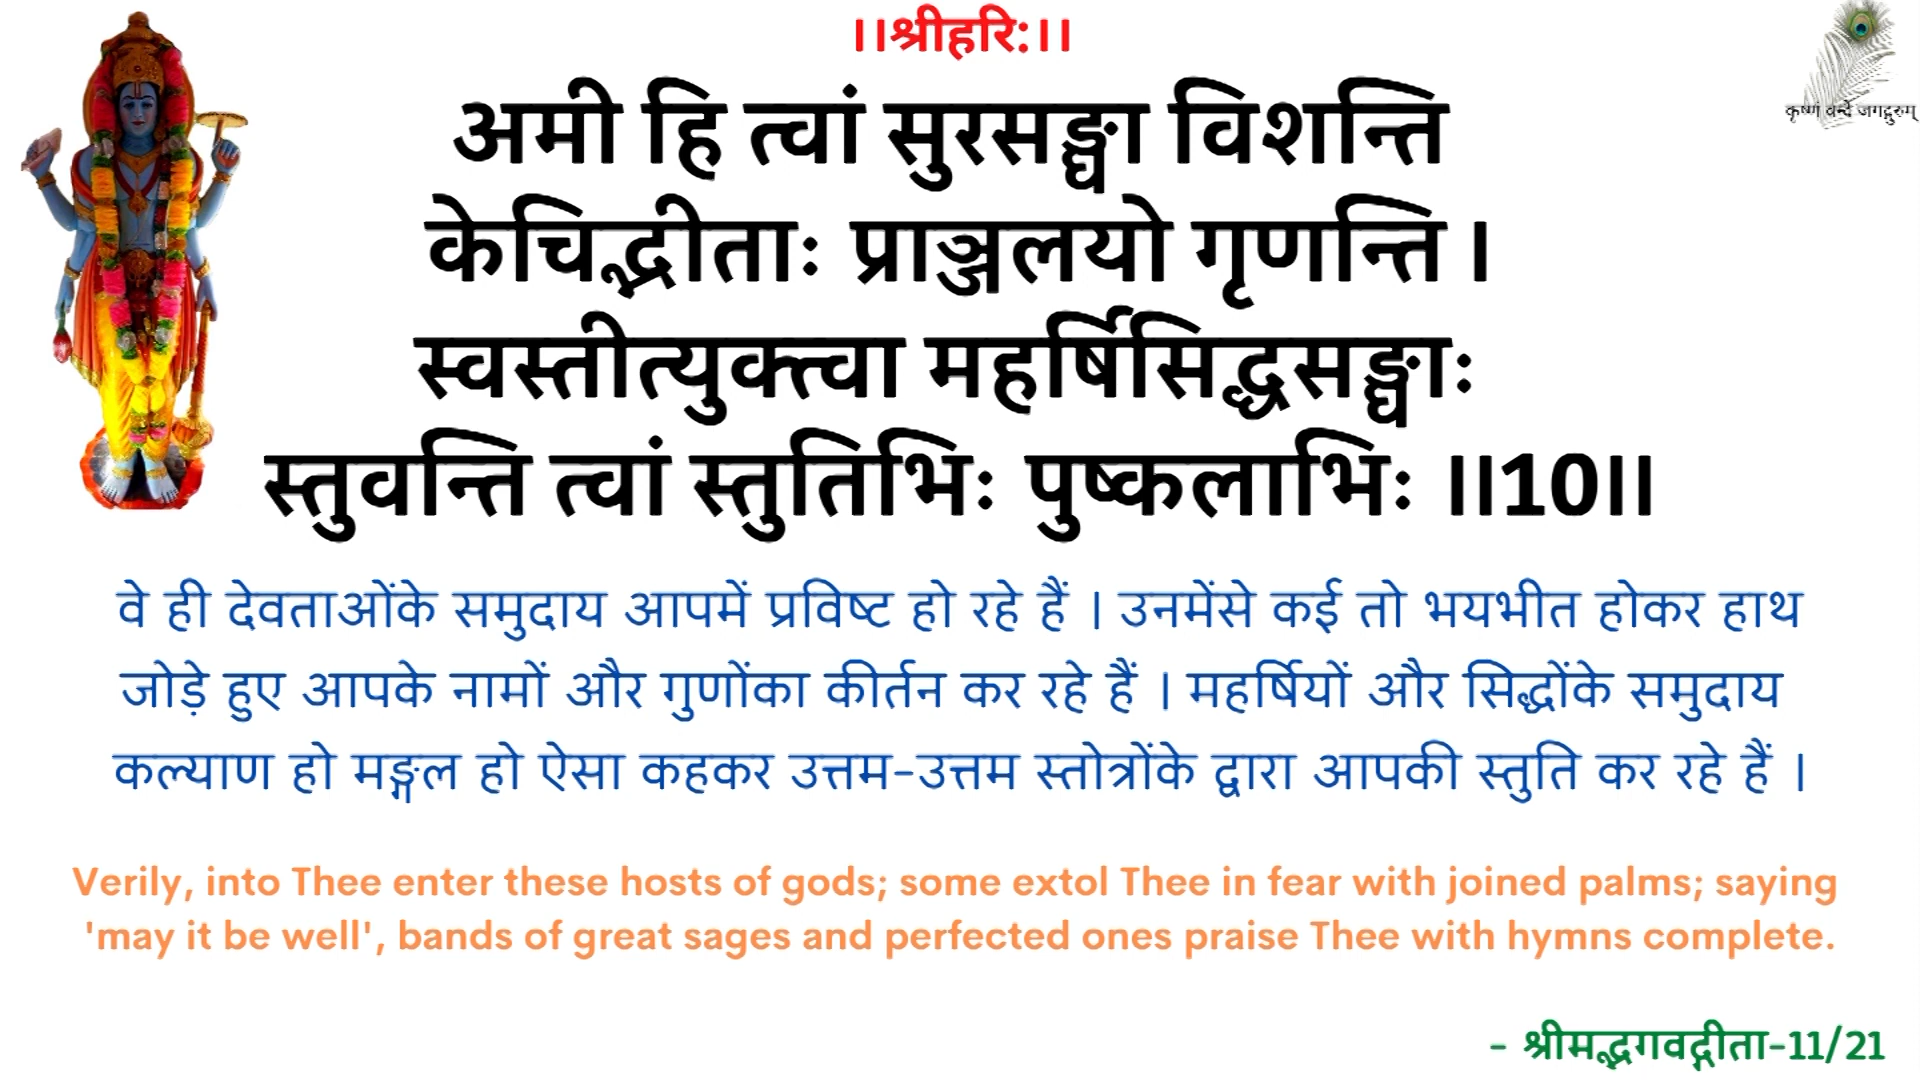 ।।श्रीहरि:।।
कृष्णं वन्दे जगद्गुरुम्
अमी हि त्वां सुरसङ्घा विशन्ति
केचिद्भीताः प्राञ्जलयो गृणन्ति ।
स्वस्तीत्युक्त्वा महर्षिसिद्धसङ्घाः
स्तुवन्ति त्वां स्तुतिभिः पुष्कलाभिः ॥10॥
वे ही देवताओंके समुदाय आपमें प्रविष्ट हो रहे हैं । उनमेंसे कई तो भयभीत होकर हाथ
जोड़े हुए आपके नामों और गुणोंका कीर्तन कर रहे हैं । महर्षियों और सिद्धोंके समुदाय
कल्याण हो मङ्गल हो ऐसा कहकर उत्तम-उत्तम स्तोत्रोंके द्वारा आपकी स्तुति कर रहे हैं ।
Verily, into Thee enter these hosts of gods; some extol Thee in fear with joined palms; saying
'may it be well', bands of great sages and perfected ones praise Thee with hymns complete.
- श्रीमद्भगवद्गीता-11/21